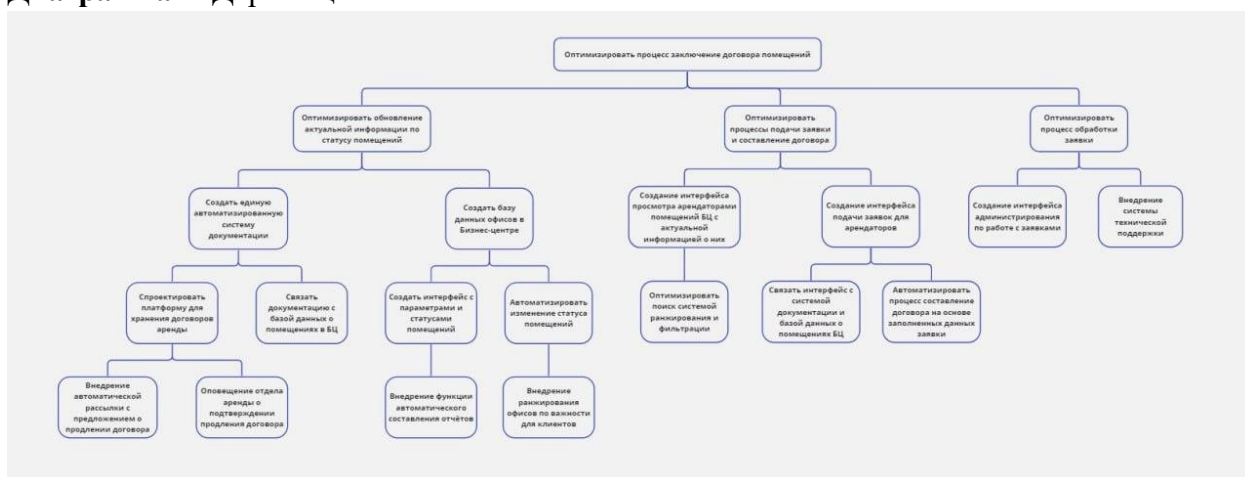 Оптимизировать процесс заключение договора помещений
Оптимизировать обновление
актуальной информации по
статусу помещений
Оптимизировать
процессы подачи заявки
и составление договора
Оптимизировать
процесс обработки
заявки
Создать единую
автоматизированную
систему
документации
Создать базу
данных офисов в
Бизнес-центре
Создание интерфейса
просмотра арендаторами
помещений БЦ с
актуальной
информацией о них
Создание интерфейса
подачи заявок для
арендаторов
Создание интерфейса
администрирования
по работе с заявками
Внедрение
системы
технической
поддержки
Спроектировать
платформу для
хранения договоров
аренды
Связать
документацию с
базой данных о
помещениях в БЦ
Создать интерфейс с
параметрами и
статусами
помещений
Автоматизировать
изменение статуса
помещений
Оптимизировать
поиск системой
ранжирования и
фильтрации
Связать интерфейс с
системой
документации и
базой данных о
помещениях БЦ
Автоматизировать
процесс составление
договора на основе
заполненных данных
заявки
Внедрение
автоматической
рассылки с
предложением о
продлении договора
Оповещение отдела
аренды о
подтверждении
продления договора
Внедрение функции
автоматического
составления отчётов
Внедрение
ранжирования
офисов по важности
для клиентов